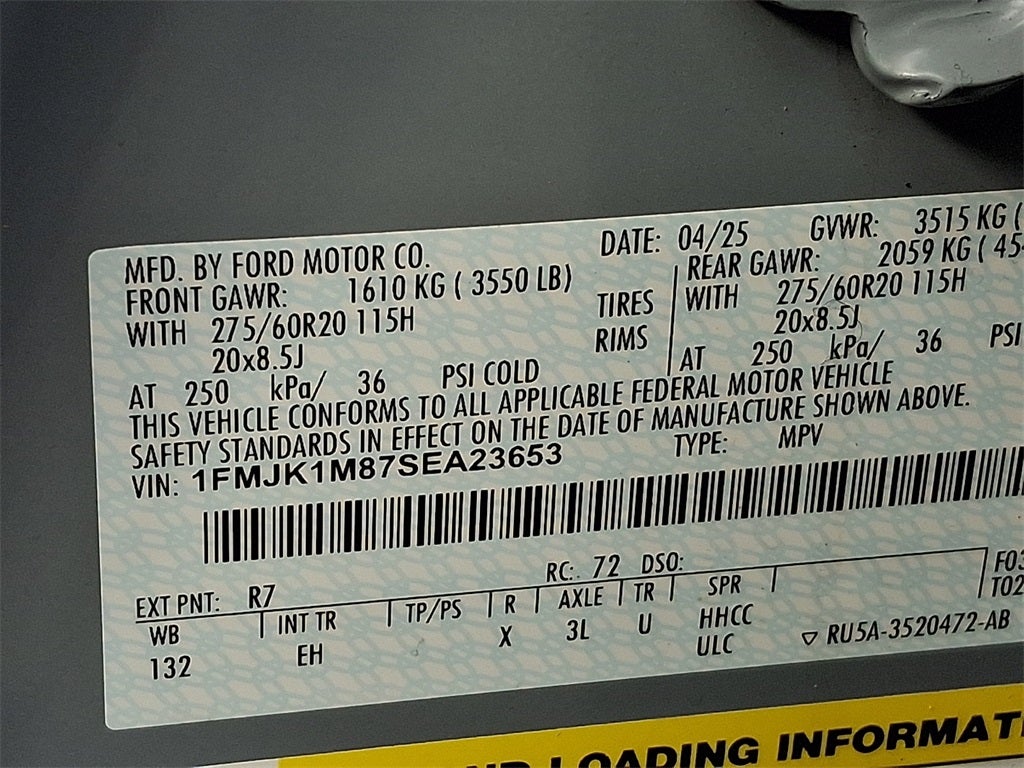 MFD. BY FORD MOTOR CO. DATE: 04/25 GVWR: 3515 KG (
FRONT GAWR: 1610 KG ( 3550 LB) REAR GAWR: 2059 KG ( 45
WITH 275/60R20 115H TIRES WITH 275/60R20 115H
20x8.5J RIMS 20x8.5J
AT 250 kPa/ 36 PSI COLD AT 250 kPa/ 36 PSI
THIS VEHICLE CONFORMS TO ALL APPLICABLE FEDERAL MOTOR VEHICLE
SAFETY STANDARDS IN EFFECT ON THE DATE OF MANUFACTURE SHOWN ABOVE.
VIN: 1FMJK1M87SEA23653 TYPE: MPV
EXT PNT: R7 RC: 72 DSO: F03
WB INT TR TP/PS R AXLE TR SPR T02
132 EH X 3L U HHCC ▽ RU5A-3520472-AB
ULC
LOADING INFORMATI